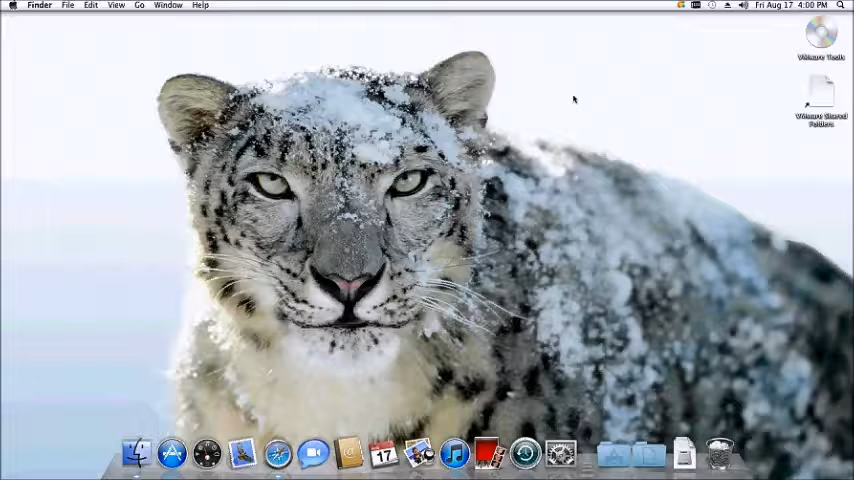 Finder File Edit View Go Window Help
Fri Aug 17 4:00 PM
VMware Tools
VMware Shared
Folders
17